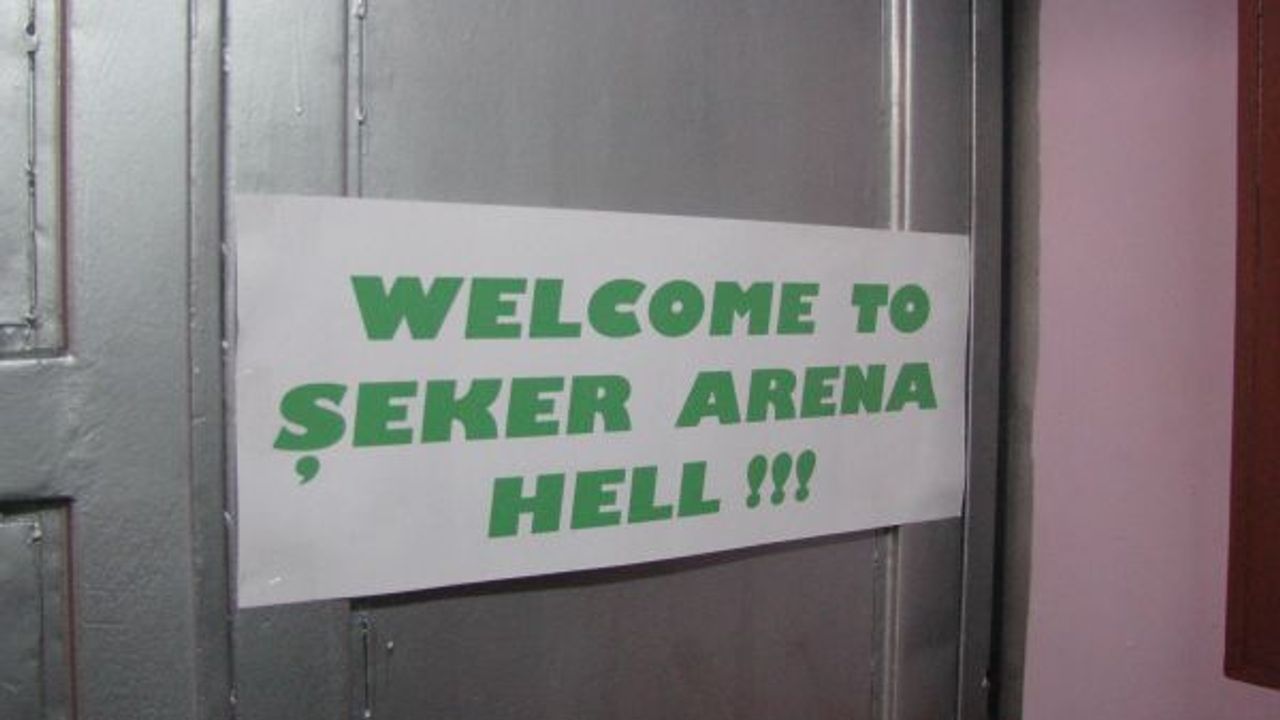 WELCOME TO
ŞEKER ARENA
HELL !!!